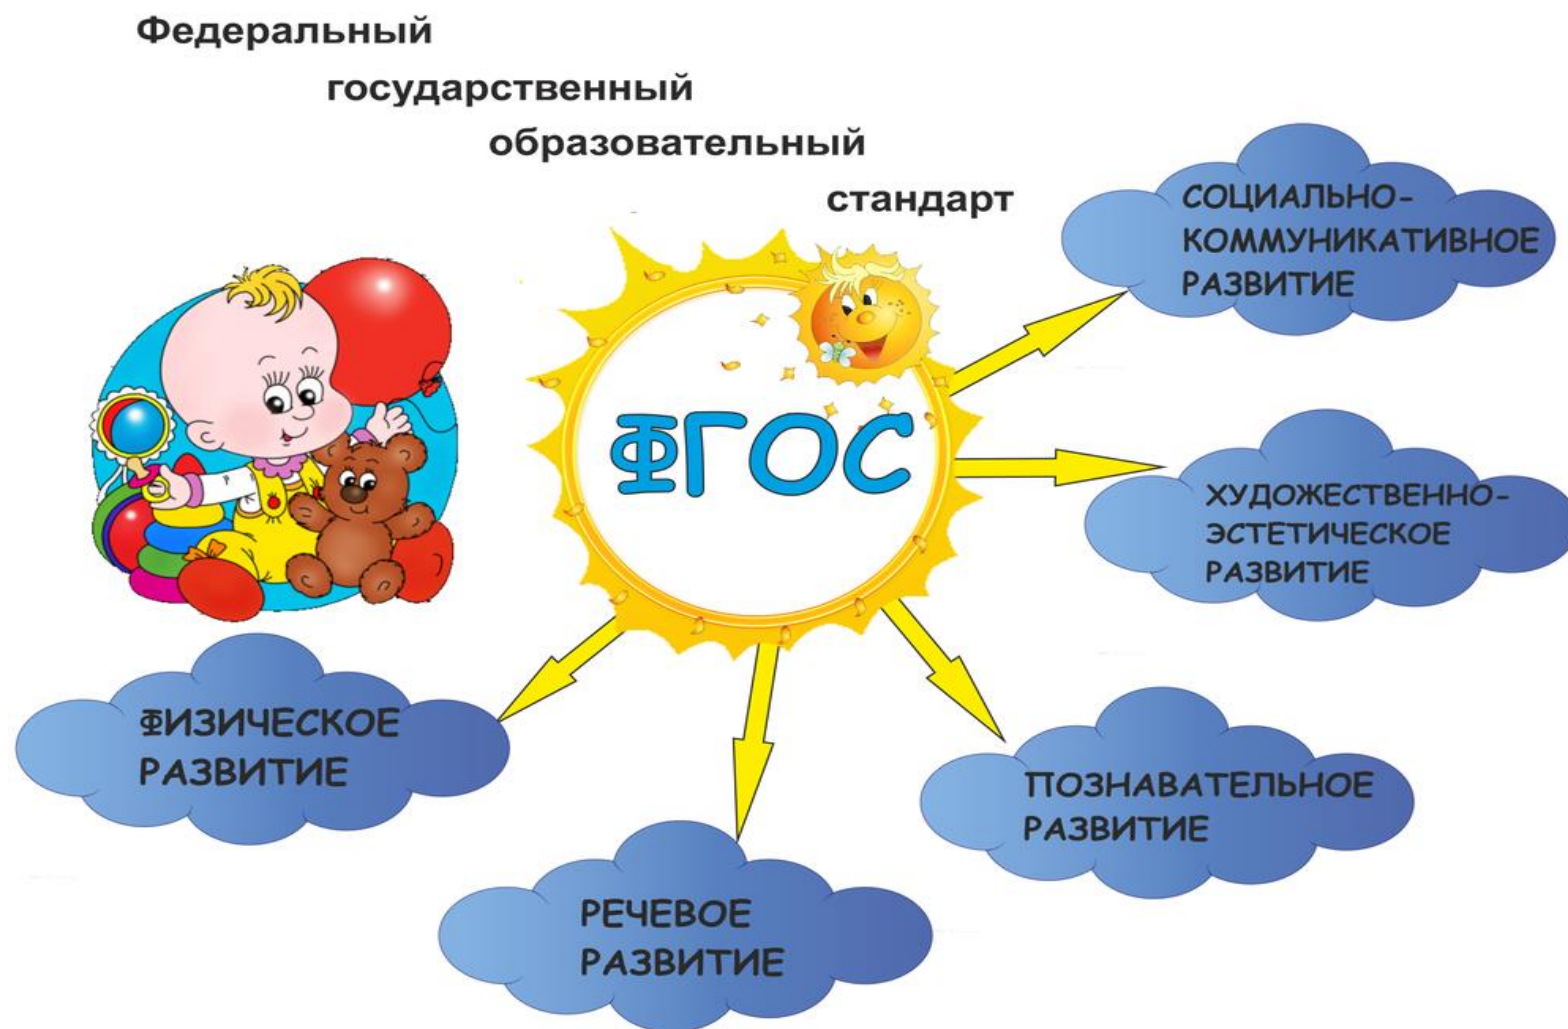 Федеральный
государственный
образовательный
стандарт
ФГОС
СОЦИАЛЬНО-
КОММУНИКАТИВНОЕ
РАЗВИТИЕ
ХУДОЖЕСТВЕННО-
ЭСТЕТИЧЕСКОЕ
РАЗВИТИЕ
ПОЗНАВАТЕЛЬНОЕ
РАЗВИТИЕ
РЕЧЕВОЕ
РАЗВИТИЕ
ФИЗИЧЕСКОЕ
РАЗВИТИЕ